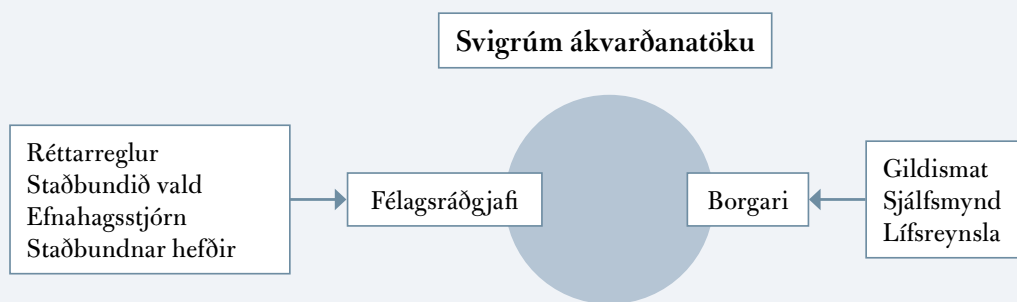 Svigrúm ákvarðanatöku
Réttarreglur
Staðbundið vald
Efnahagsstjórn
Staðbundnar hefðir
Félagsráðgjafi
Borgari
Gildismat
Sjálfsmynd
Lífsreynsla